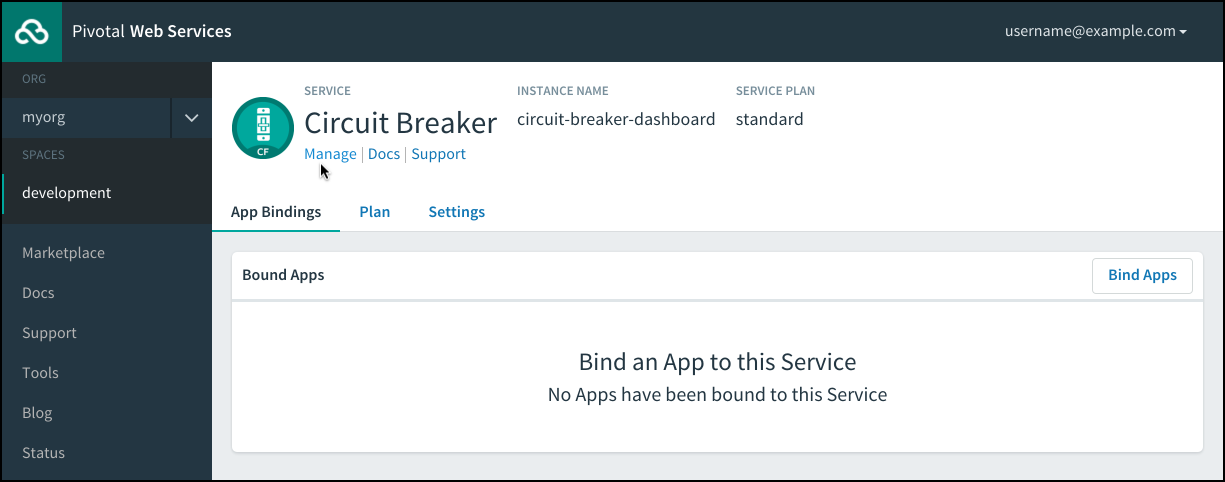 Pivotal Web Services
username@example.com
ORG
myorg
SPACES
development
Marketplace
Docs
Support
Tools
Blog
Status
CF
SERVICE
Circuit Breaker
Manage | Docs | Support
INSTANCE NAME
circuit-breaker-dashboard
SERVICE PLAN
standard
App Bindings Plan Settings
Bound Apps
Bind Apps
Bind an App to this Service
No Apps have been bound to this Service